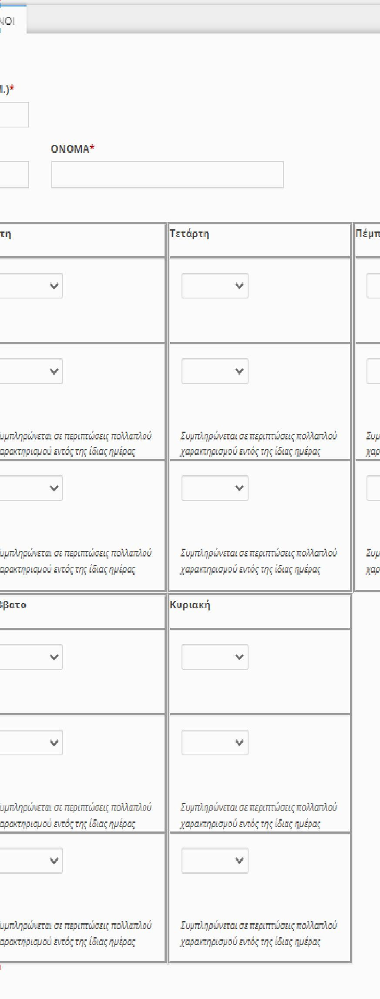 ΝΟΙ
Μ.)*
ΟΝΟΜΑ*
τη Τετάρτη Πέμπ
υμπληρώνεται σε περιπτώσεις πολλαπλού Συμπληρώνεται σε περιπτώσεις πολλαπλού Συμ
αρακτηρισμού εντός της ίδιας ημέρας χαρακτηρισμού εντός της ίδιας ημέρας χαρ
υμπληρώνεται σε περιπτώσεις πολλαπλού Συμπληρώνεται σε περιπτώσεις πολλαπλού Συμ
αρακτηρισμού εντός της ίδιας ημέρας χαρακτηρισμού εντός της ίδιας ημέρας χαρ
ββατο Κυριακή
υμπληρώνεται σε περιπτώσεις πολλαπλού Συμπληρώνεται σε περιπτώσεις πολλαπλού
αρακτηρισμού εντός της ίδιας ημέρας χαρακτηρισμού εντός της ίδιας ημέρας
υμπληρώνεται σε περιπτώσεις πολλαπλού Συμπληρώνεται σε περιπτώσεις πολλαπλού
αρακτηρισμού εντός της ίδιας ημέρας χαρακτηρισμού εντός της ίδιας ημέρας